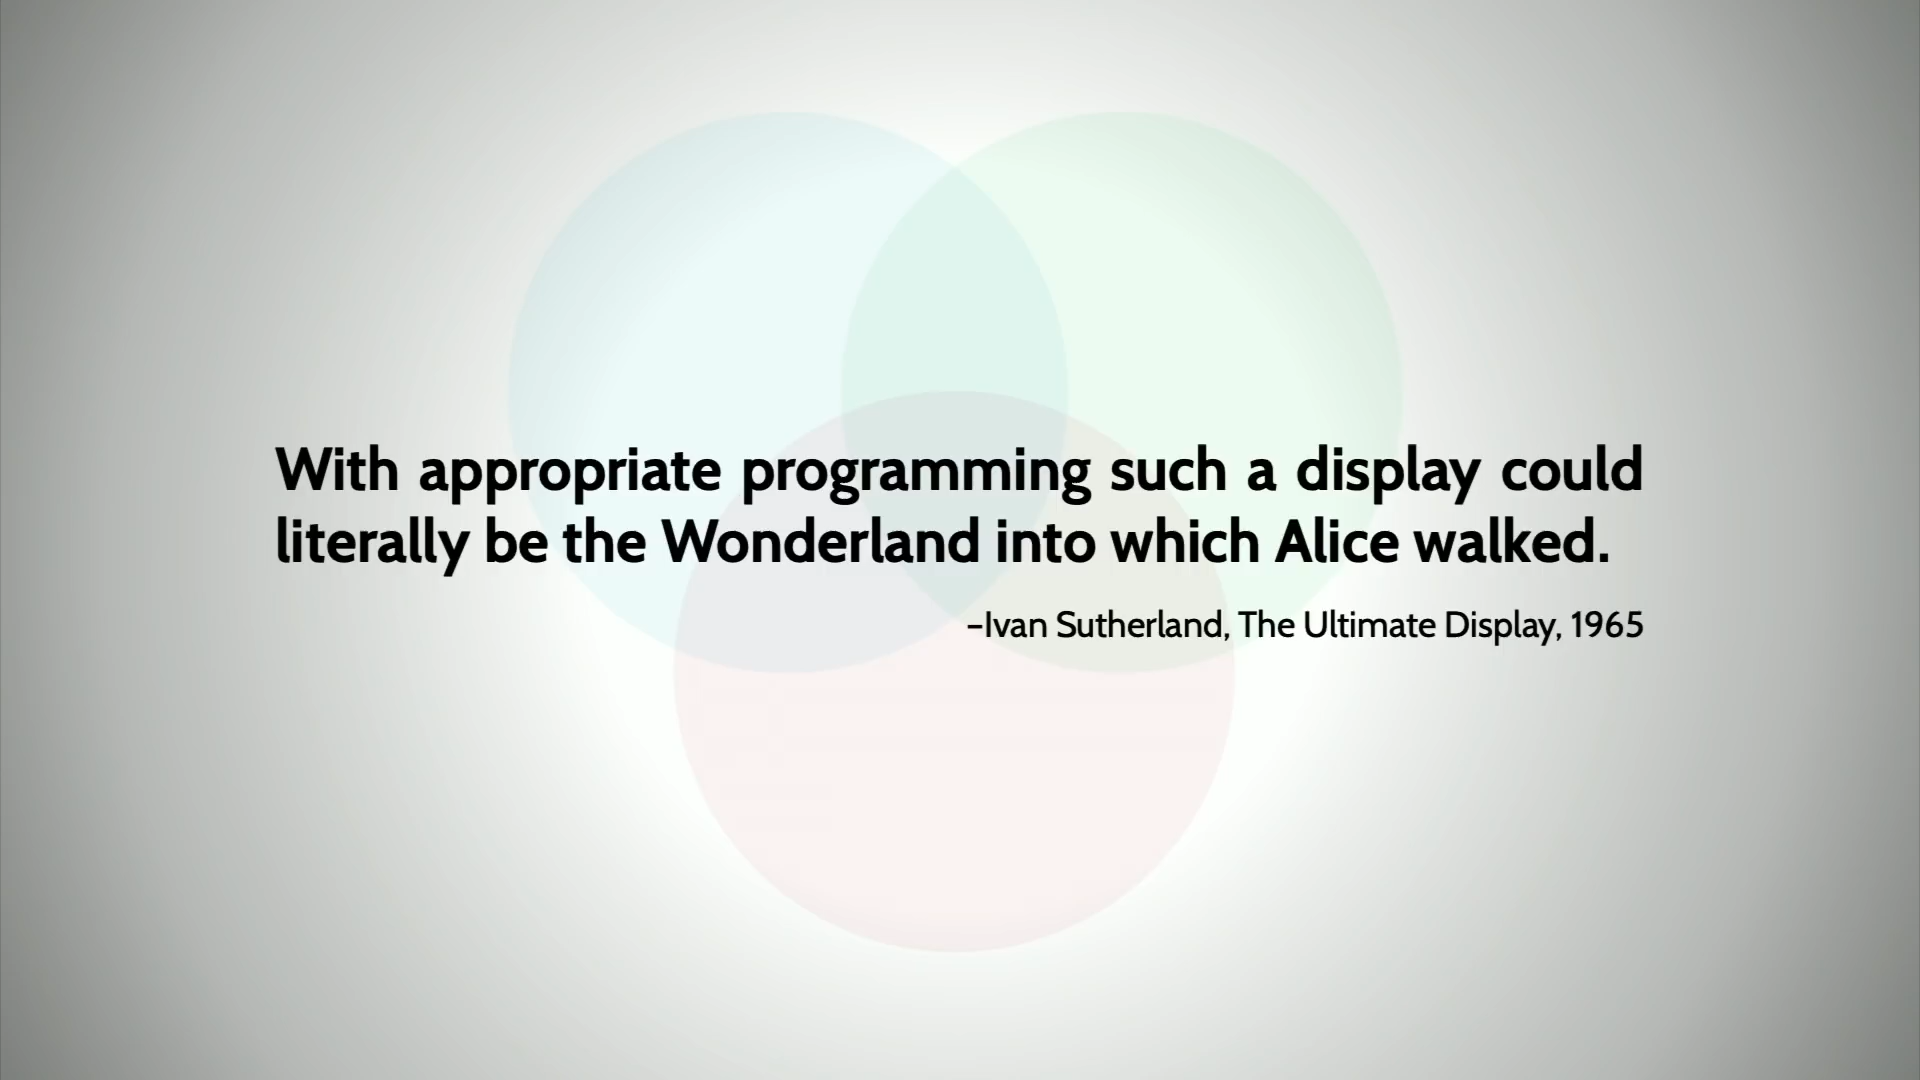 With appropriate programming such a display could
literally be the Wonderland into which Alice walked.
–Ivan Sutherland, The Ultimate Display, 1965